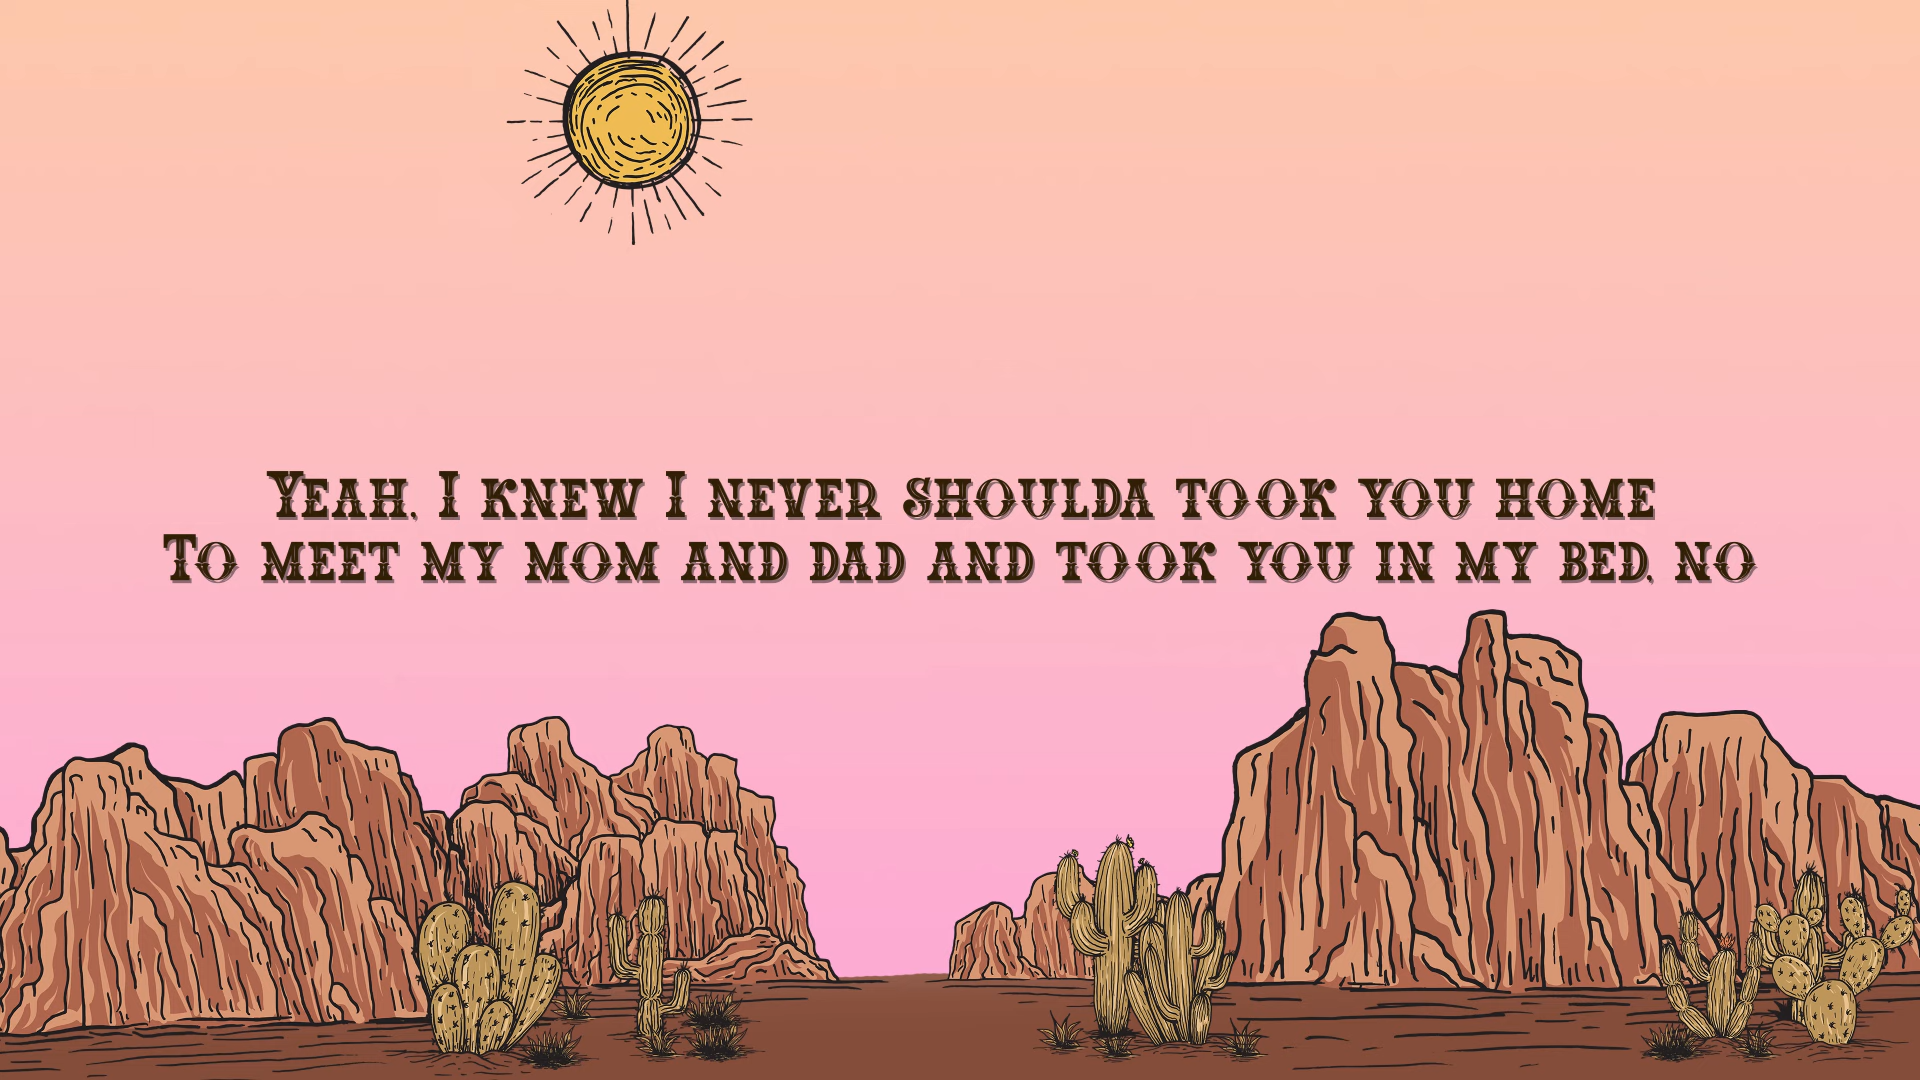 Yeah, I knew I never shoulda took you home
To meet my mom and dad and took you in my bed, no